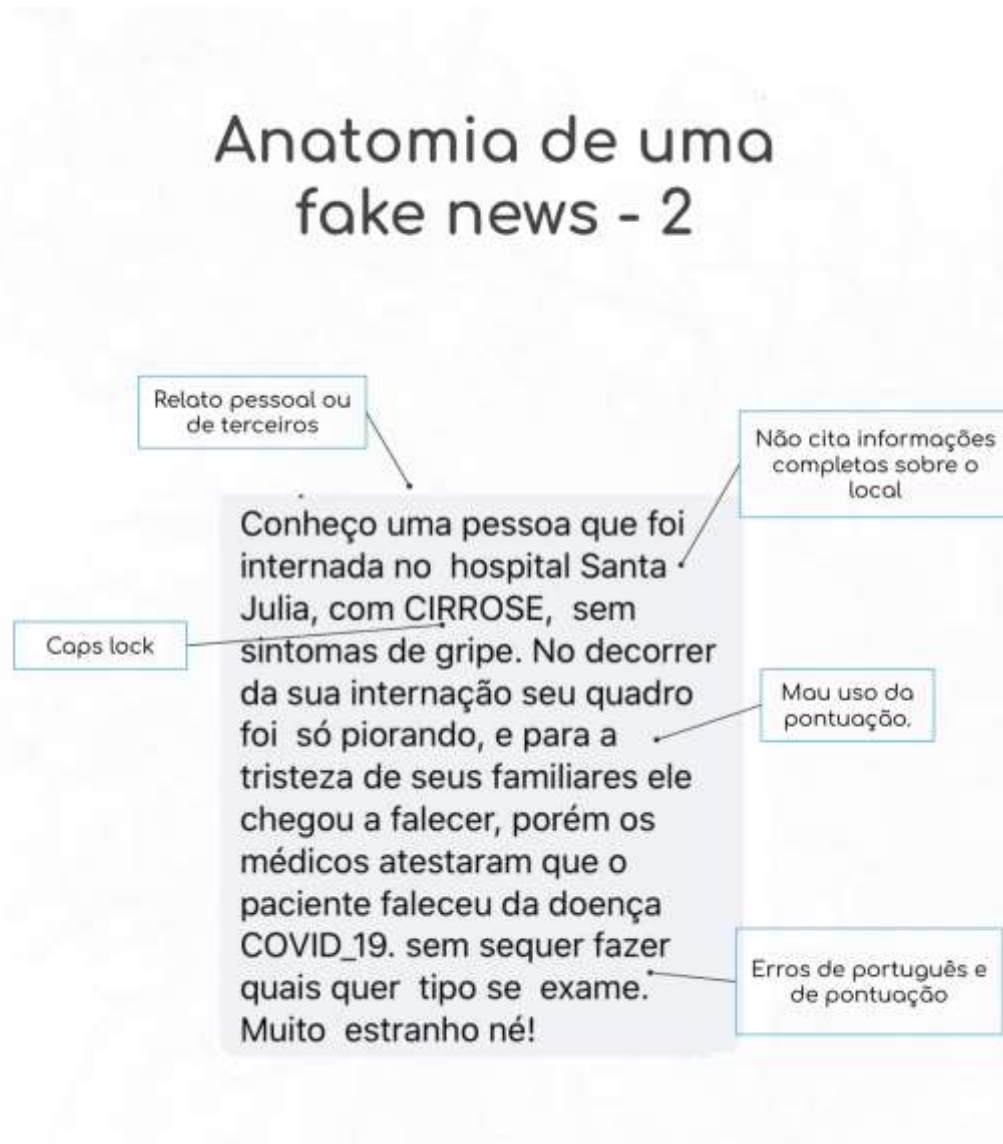 Anatomia de uma
fake news - 2
Relato pessoal ou
de terceiros
Não cita informações
completas sobre o
local
Conheço uma pessoa que foi
internada no  hospital Santa
Julia, com CIRROSE,  sem
sintomas de gripe. No decorrer
da sua internação seu quadro
foi  só piorando, e para a
tristeza de seus familiares ele
chegou a falecer, porém os
médicos atestaram que o
paciente faleceu da doença
COVID_19. sem sequer fazer
quais quer  tipo se  exame.
Muito  estranho né!
Caps lock
Mau uso da
pontuação.
Erros de português e
de pontuação